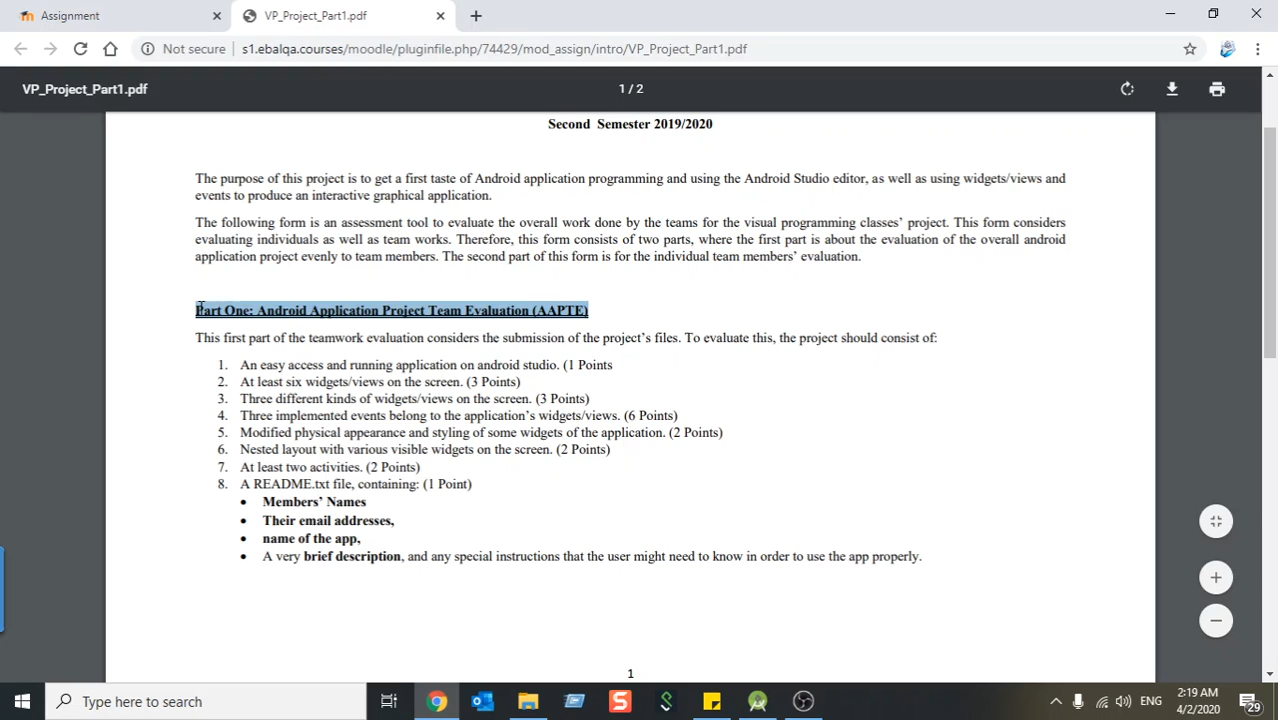 Assignment
VP_Project_Part1.pdf
Not secure
s1.ebalqa.courses/moodle/pluginfile.php/74429/mod_assign/intro/VP_Project_Part1.pdf
VP_Project_Part1.pdf
1 / 2
Second Semester 2019/2020
The purpose of this project is to get a first taste of Android application programming and using the Android Studio editor, as well as using widgets/views and
events to produce an interactive graphical application.
The following form is an assessment tool to evaluate the overall work done by the teams for the visual programming classes' project. This form considers
evaluating individuals as well as team works. Therefore, this form consists of two parts, where the first part is about the evaluation of the overall android
application project evenly to team members. The second part of this form is for the individual team members' evaluation.
Part One: Android Application Project Team Evaluation (AAPTE)
This first part of the teamwork evaluation considers the submission of the project's files. To evaluate this, the project should consist of:
1. An easy access and running application on android studio. (1 Points
2. At least six widgets/views on the screen. (3 Points)
3. Three different kinds of widgets/views on the screen. (3 Points)
4. Three implemented events belong to the application's widgets/views. (6 Points)
5. Modified physical appearance and styling of some widgets of the application. (2 Points)
6. Nested layout with various visible widgets on the screen. (2 Points)
7. At least two activities. (2 Points)
8. A README.txt file, containing: (1 Point)
• Members' Names
• Their email addresses,
• name of the app,
• A very brief description, and any special instructions that the user might need to know in order to use the app properly.
1
Type here to search
ENG
2:19 AM
4/2/2020
29